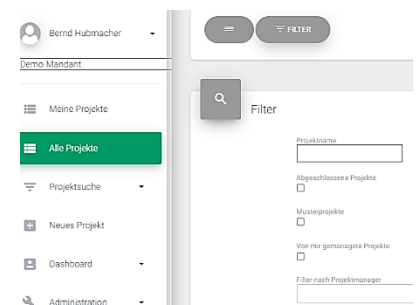 Bernd Hubmacher
Demo-Mandant
Meine Projekte
Alle Projekte
Projektsuche
Neues Projekt
Dashboard
Administration
FILTER
Filter
Projektname
Abgeschlossene Projekte
Musterprojekte
Von mir gemanagete Projekte
Filter nach Projektmanager